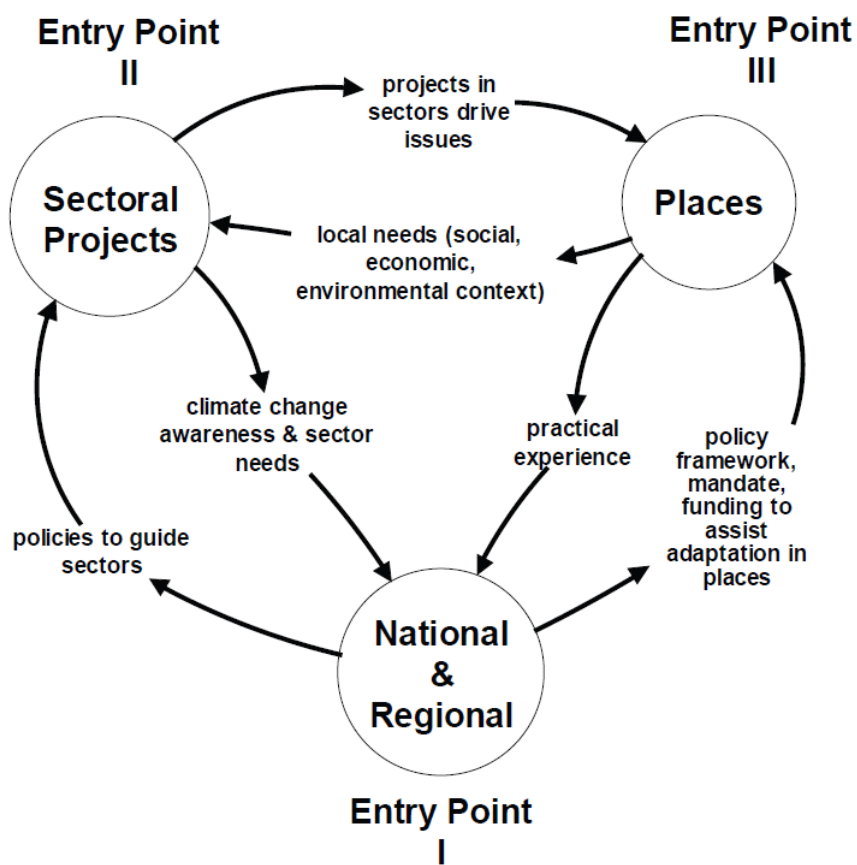 Entry Point
II
Entry Point
III
projects in
sectors drive
issues
Sectoral
Projects
Places
local needs (social,
economic,
environmental context)
climate change
awareness & sector
needs
practical
experience
policy
framework,
mandate,
funding to
assist
adaptation in
places
policies to guide
sectors
National
&
Regional
Entry Point
I